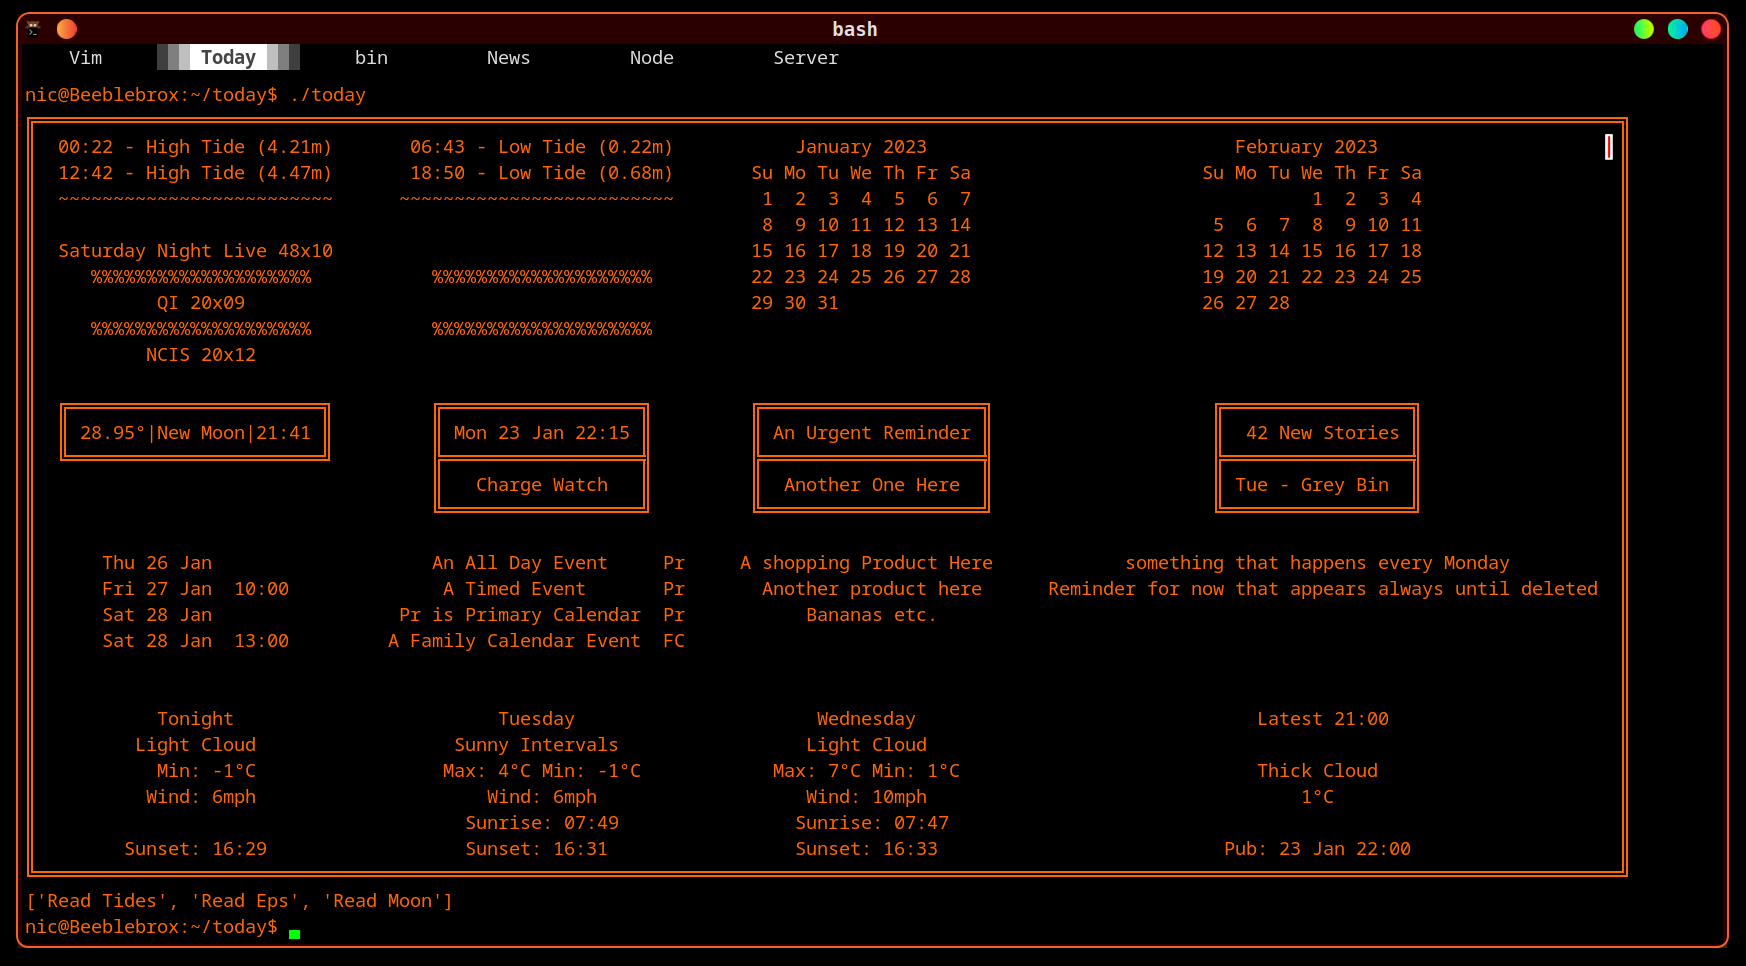 bash
Vim Today bin News Node Server
nic@Beeblebrox:~/today$ ./today
00:22 - High Tide (4.21m) 06:43 - Low Tide (0.22m) January 2023 February 2023
12:42 - High Tide (4.47m) 18:50 - Low Tide (0.68m) Su Mo Tu We Th Fr Sa Su Mo Tu We Th Fr Sa
~~~~~~~~~~~~~~~~~~~~~~~~~ ~~~~~~~~~~~~~~~~~~~~~~~~~ 1 2 3 4 5 6 7 1 2 3 4
8 9 10 11 12 13 14 5 6 7 8 9 10 11
Saturday Night Live 48x10 15 16 17 18 19 20 21 12 13 14 15 16 17 18
%%%%%%%%%%%%%%%%%%%% %%%%%%%%%%%%%%%%%%%% 22 23 24 25 26 27 28 19 20 21 22 23 24 25
QI 20x09 29 30 31 26 27 28
%%%%%%%%%%%%%%%%%%%% %%%%%%%%%%%%%%%%%%%%
NCIS 20x12
28.95°|New Moon|21:41 Mon 23 Jan 22:15 An Urgent Reminder 42 New Stories
Charge Watch Another One Here Tue - Grey Bin
Thu 26 Jan An All Day Event Pr A shopping Product Here something that happens every Monday
Fri 27 Jan 10:00 A Timed Event Pr Another product here Reminder for now that appears always until deleted
Sat 28 Jan Pr is Primary Calendar Pr Bananas etc.
Sat 28 Jan 13:00 A Family Calendar Event FC
Tonight Tuesday Wednesday Latest 21:00
Light Cloud Sunny Intervals Light Cloud
Min: -1°C Max: 4°C Min: -1°C Max: 7°C Min: 1°C Thick Cloud
Wind: 6mph Wind: 6mph Wind: 10mph 1°C
Sunrise: 07:49 Sunrise: 07:47
Sunset: 16:29 Sunset: 16:31 Sunset: 16:33 Pub: 23 Jan 22:00
['Read Tides', 'Read Eps', 'Read Moon']
nic@Beeblebrox:~/today$